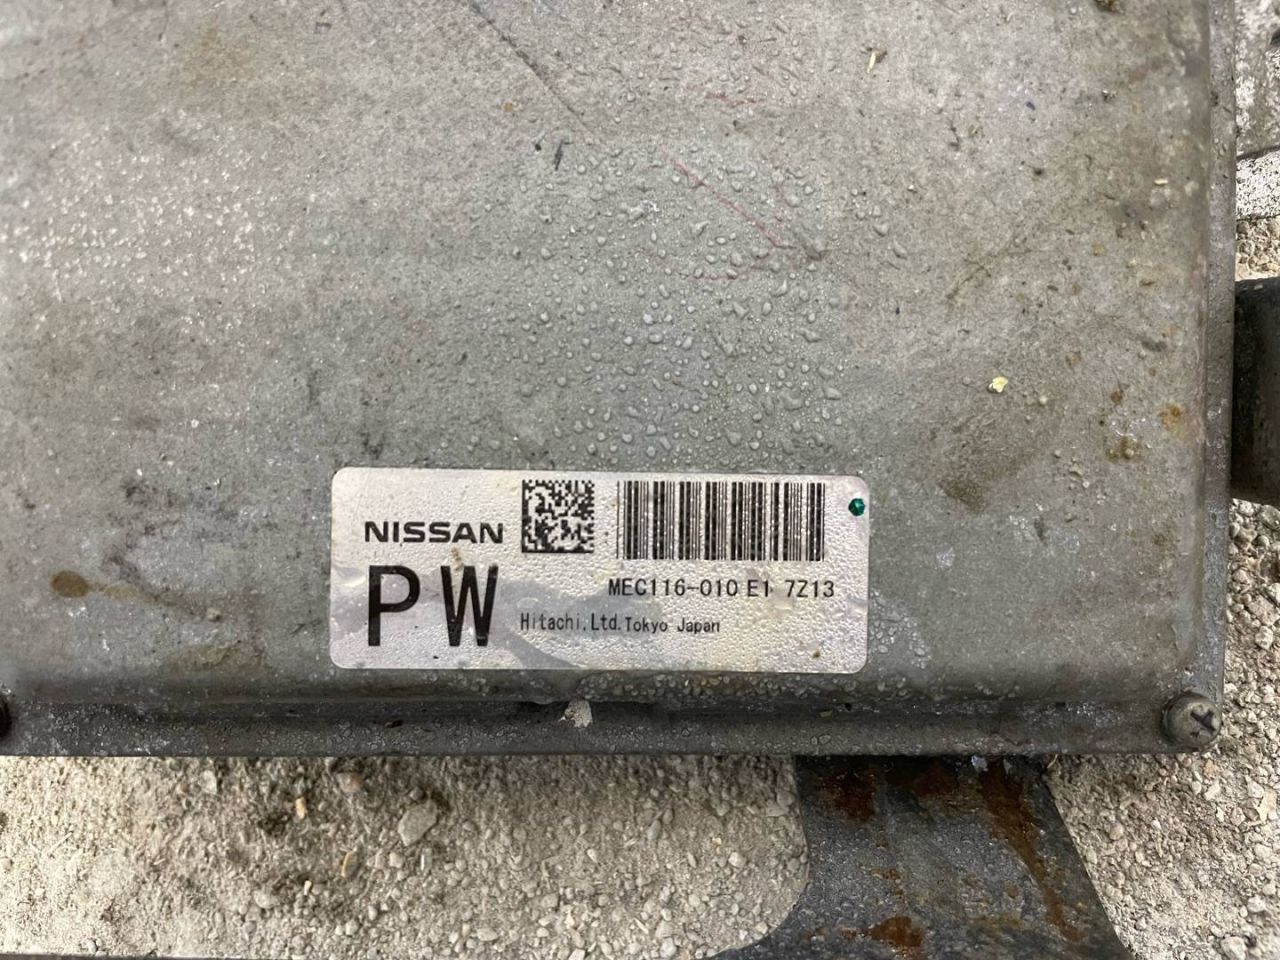 NISSAN
PW
MEC116-010 E1 7Z13
Hitachi,Ltd.Tokyo Japan